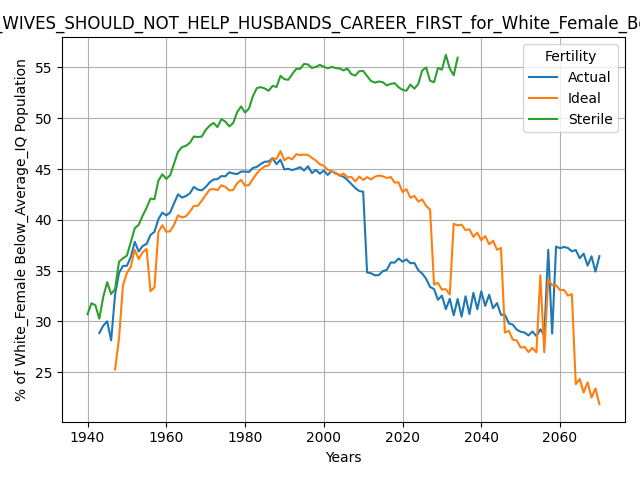 _WIVES_SHOULD_NOT_HELP_HUSBANDS_CAREER_FIRST_for_White_Female_Be
% of White_Female Below_Average_IQ Population
55
50
45
40
35
30
25
1940
1960
1980
2000
2020
2040
2060
Years
Fertility
Actual
Ideal
Sterile